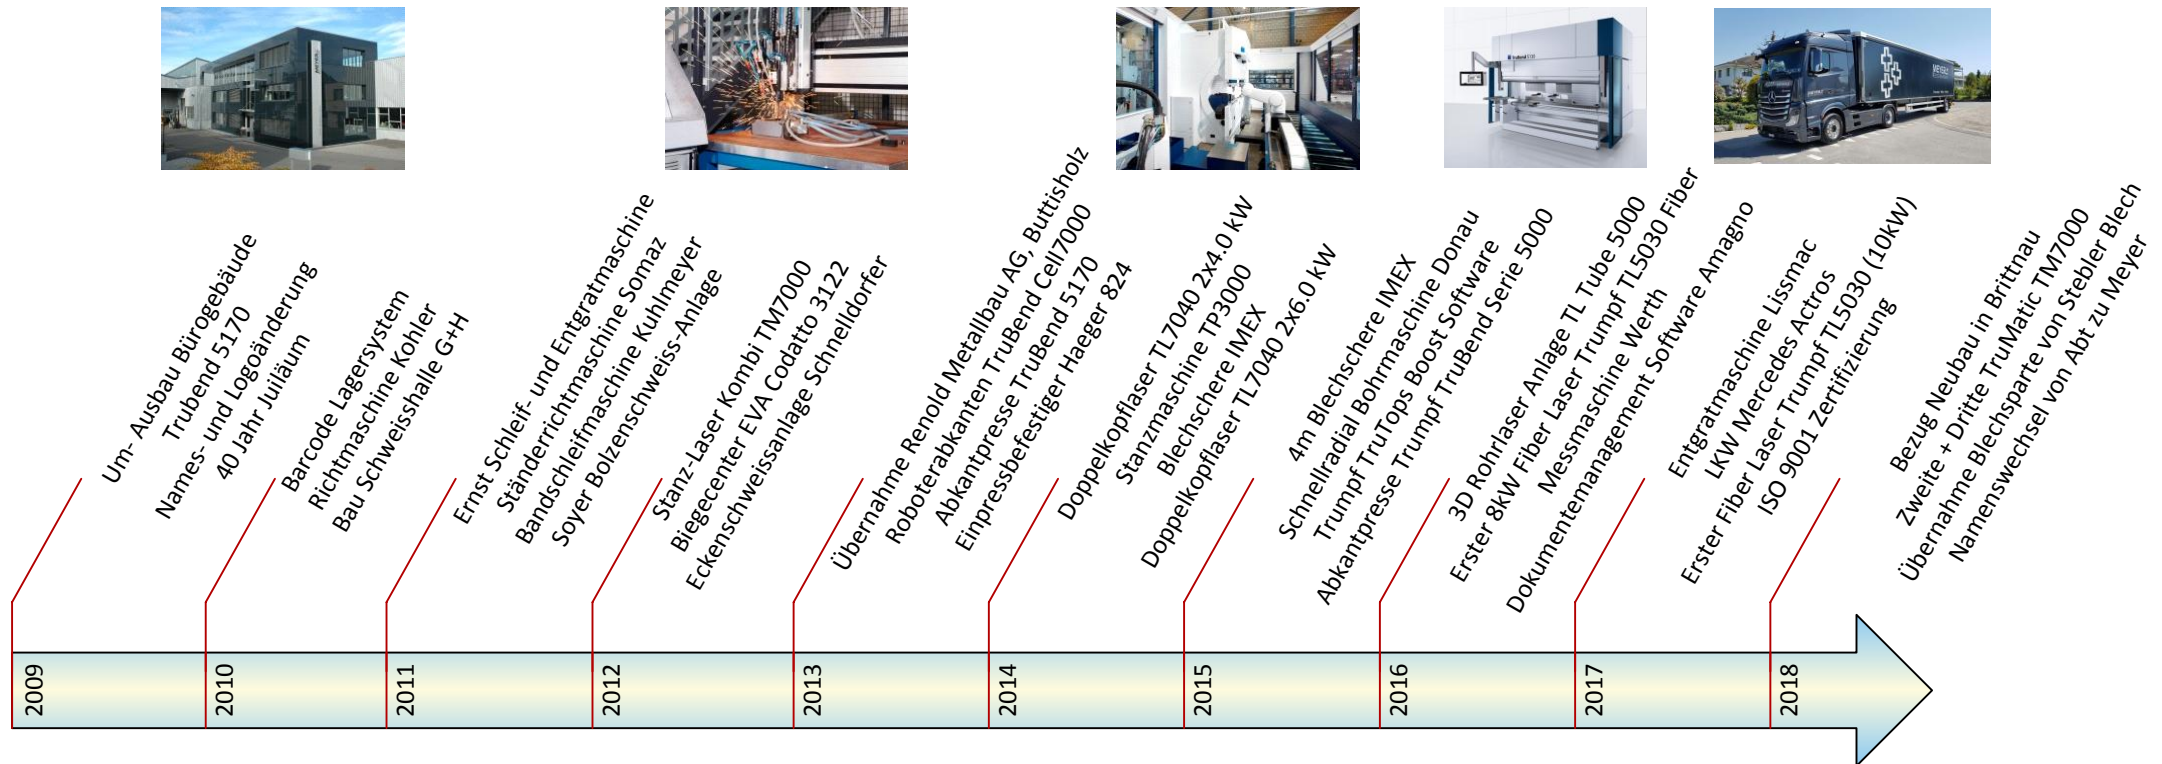 Um- Ausbau Bürogebäude
Trubend 5170
Names- und Logoänderung
40 Jahr Juiläum
Barcode Lagersystem
Richtmaschine Kohler
Bau Schweisshalle G+H
Ernst Schleif- und Entgratmaschine
Ständerrichtmaschine Somaz
Bandschleifmaschine Kuhlmeyer
Soyer Bolzenschweiss-Anlage
Stanz-Laser Kombi TM7000
Biegecenter EVA Codatto 3122
Eckenschweissanlage Schnelldorfer
Übernahme Renold Metallbau AG, Buttisholz
Roboterabkanten TruBend Cell7000
Abkantpresse TruBend 5170
Einpressbefestiger Haeger 824
Doppelkopflaser TL7040 2x4.0 kW
Stanzmaschine TP3000
Blechschere IMEX
Doppelkopflaser TL7040 2x6.0 kW
4m Blechschere IMEX
Schnellradial Bohrmaschine Donau
Trumpf TruTops Boost Software
Abkantpresse Trumpf TruBend Serie 5000
3D Rohrlaser Anlage TL Tube 5000
Erster 8kW Fiber Laser Trumpf TL5030 Fiber
Messmaschine Werth
Dokumentenmanagement Software Amagno
Entgratmaschine Lissmac
LKW Mercedes Actros
Erster Fiber Laser Trumpf TL5030 (10kW)
ISO 9001 Zertifizierung
Bezug Neubau in Brittnau
Zweite + Dritte TruMatic TM7000
Übernahme Blechsparte von Stebler Blech
Namenswechsel von Abt zu Meyer
2009
2010
2011
2012
2013
2014
2015
2016
2017
2018